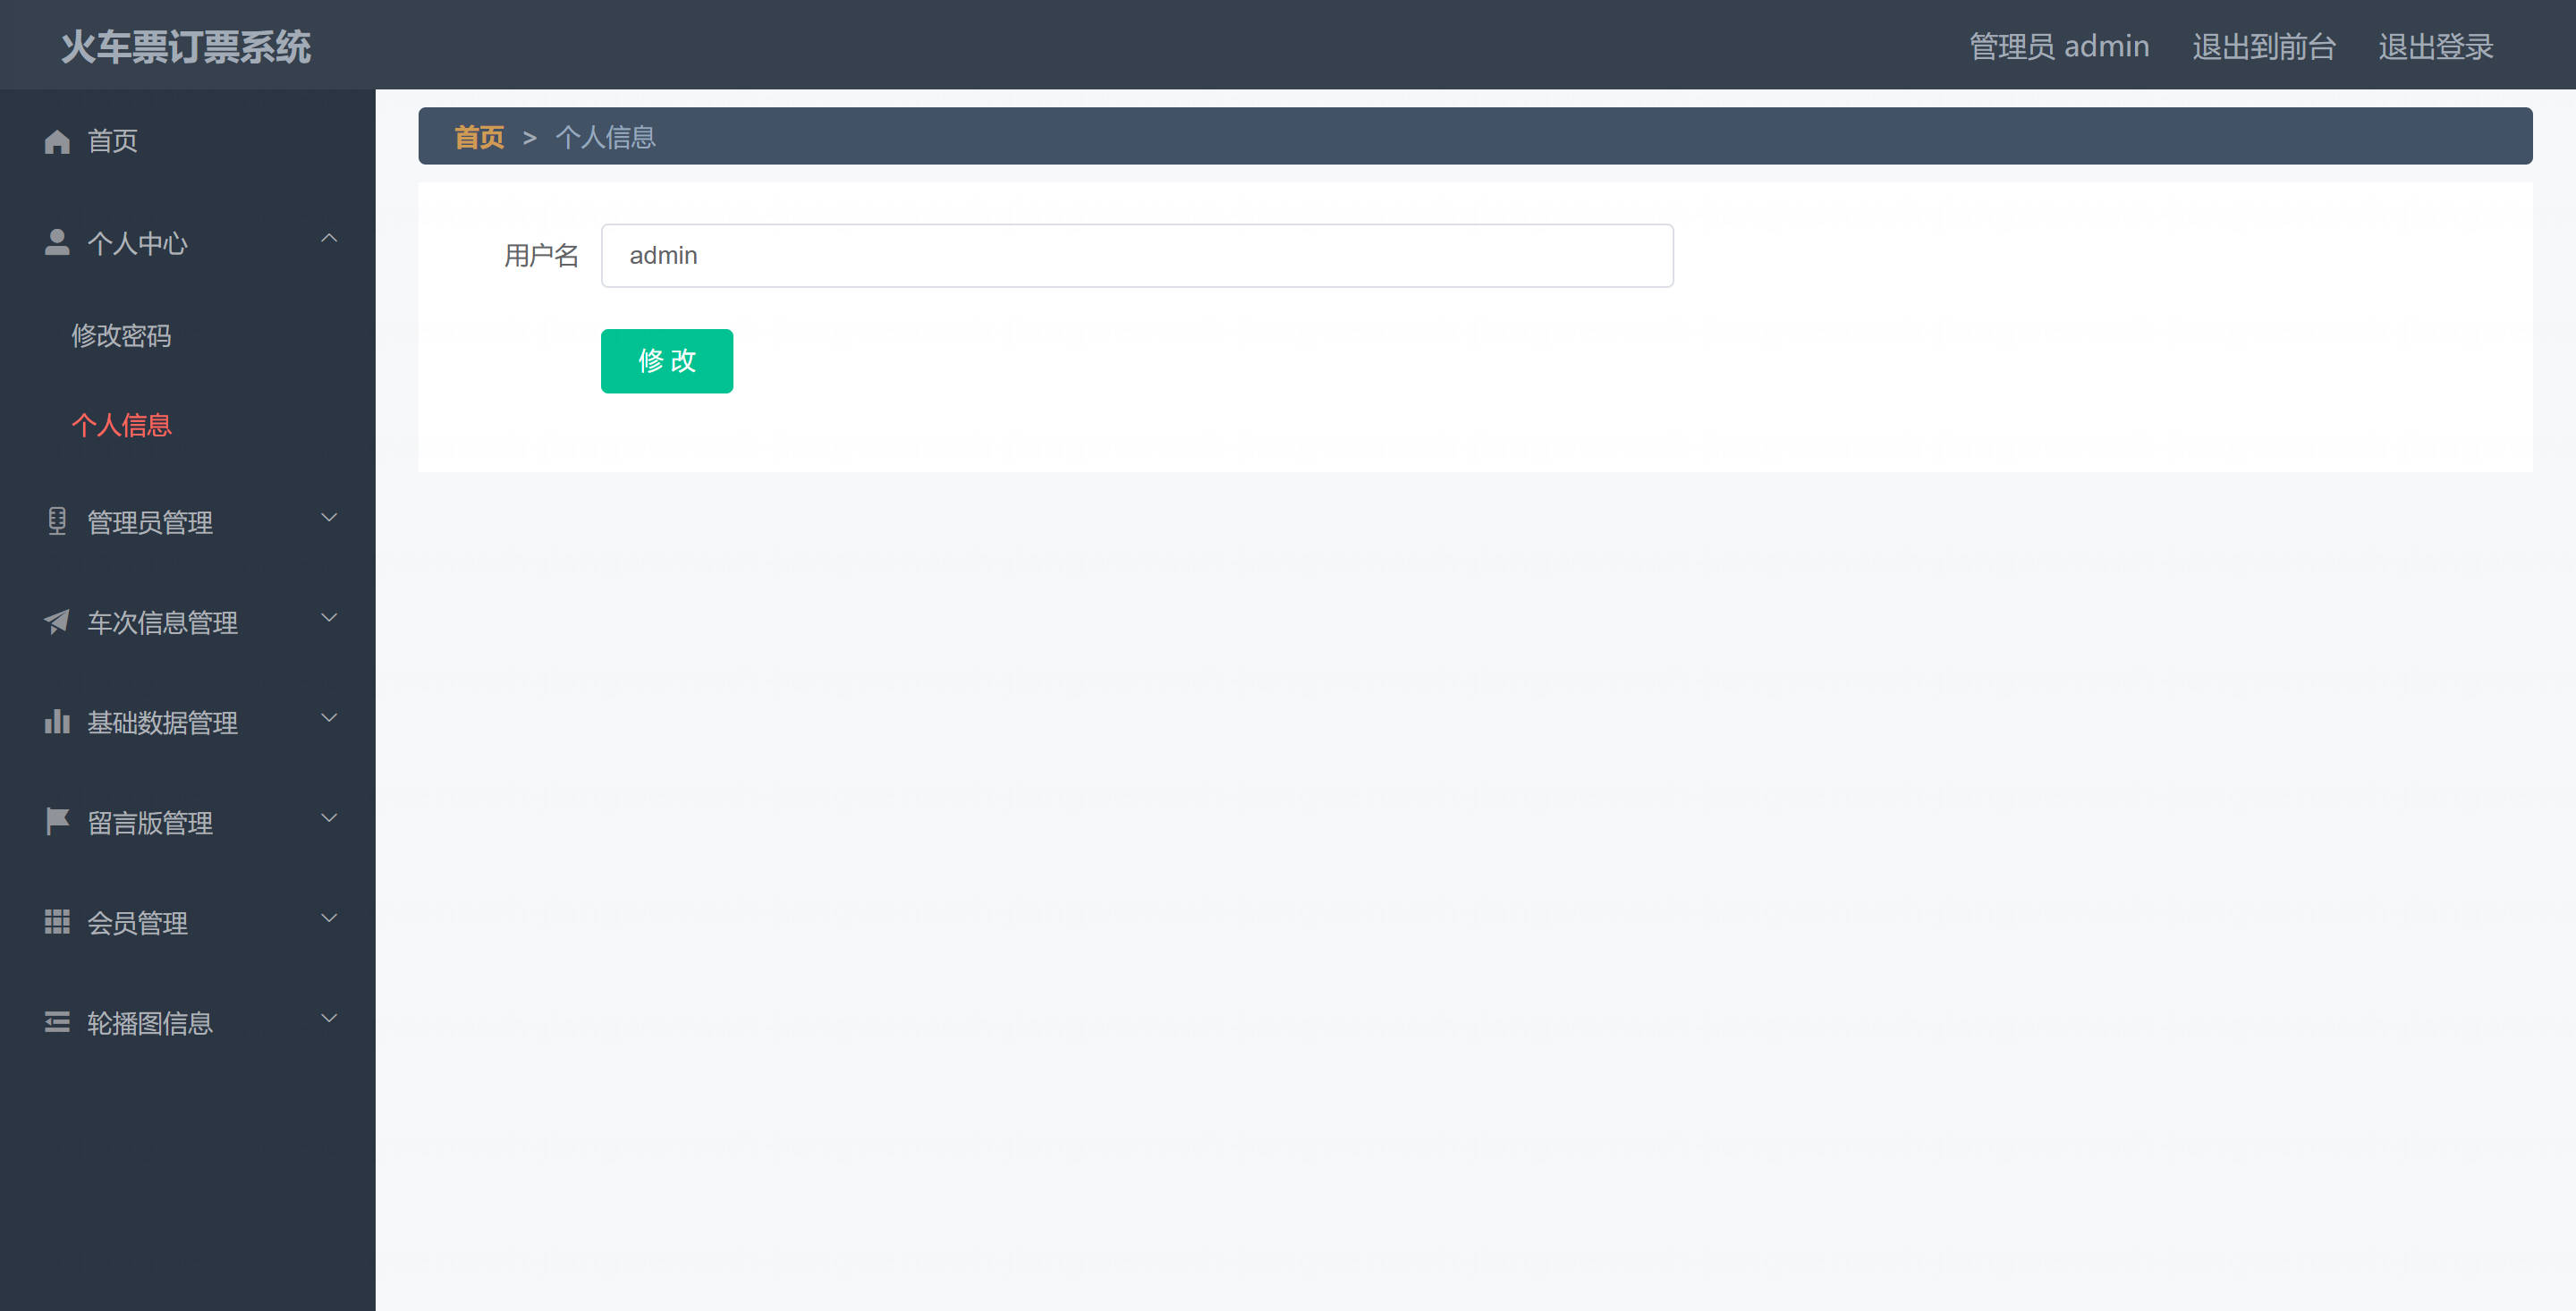 火车票订票系统
管理员 admin 退出到前台 退出登录
首页
个人中心
修改密码
个人信息
管理员管理
车次信息管理
基础数据管理
留言版管理
会员管理
轮播图信息
首页 > 个人信息
用户名 admin
修 改